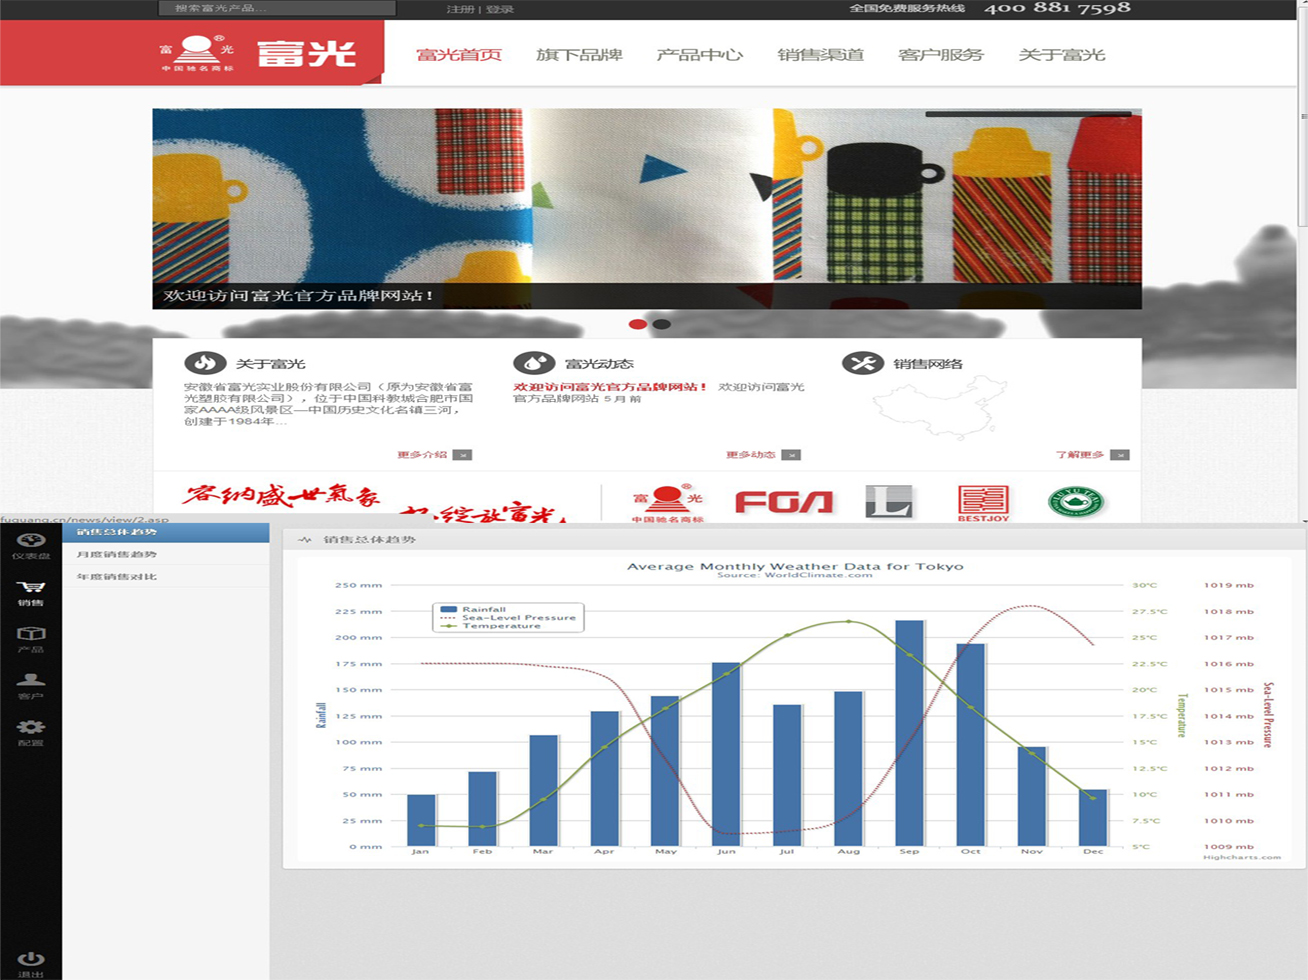 搜索富光产品...
注册 | 登录
全国免费服务热线 400 881 7598
富 光
中国驰名商标
富光
富光首页 旗下品牌 产品中心 销售渠道 客户服务 关于富光
欢迎访问富光官方品牌网站！
关于富光
安徽省富光实业股份有限公司（原为安徽省富
光塑胶有限公司），位于中国科教城合肥市国
家AAAA级风景区—中国历史文化名镇三河，
创建于1984年...
更多介绍
富光动态
欢迎访问富光官方品牌网站！ 欢迎访问富光
官方品牌网站 5 月 前
更多动态
销售网络
了解更多
容纳盛世氣象
绽放富光
富 光
中国驰名商标
FGA
L
BESTJOY
fuguang.cn/news/view/2.asp
仪表盘
销售
产品
客户
配置
退出
销售总体趋势
月度销售趋势
年度销售对比
销售总体趋势
Average Monthly Weather Data for Tokyo
Source: WorldClimate.com
Rainfall
Sea-Level Pressure
Temperature
250 mm
225 mm
200 mm
175 mm
150 mm
125 mm
100 mm
75 mm
50 mm
25 mm
0 mm
Rainfall
Jan Feb Mar Apr May Jun Jul Aug Sep Oct Nov Dec
30°C
27.5°C
25°C
22.5°C
20°C
17.5°C
15°C
12.5°C
10°C
7.5°C
5°C
Temperature
1019 mb
1018 mb
1017 mb
1016 mb
1015 mb
1014 mb
1013 mb
1012 mb
1011 mb
1010 mb
1009 mb
Sea-Level Pressure
Highcharts.com